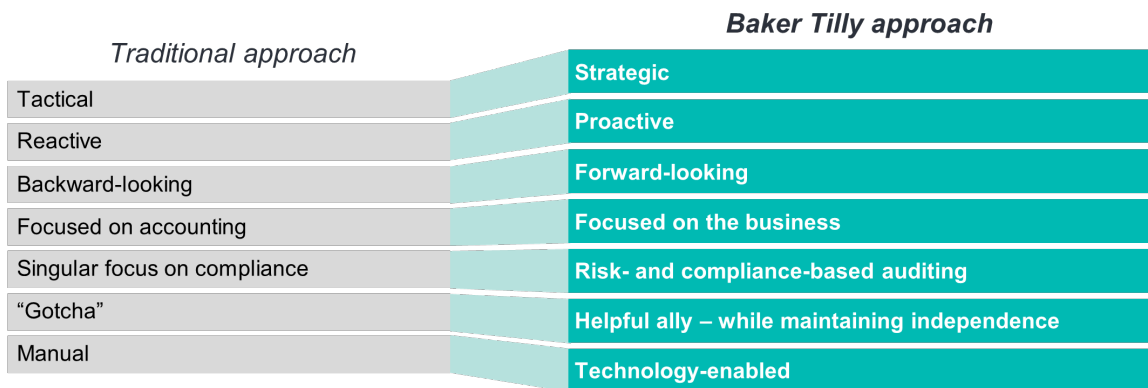 Traditional approach
Baker Tilly approach
Tactical
Strategic
Reactive
Proactive
Backward-looking
Forward-looking
Focused on accounting
Focused on the business
Singular focus on compliance
Risk- and compliance-based auditing
“Gotcha”
Helpful ally – while maintaining independence
Manual
Technology-enabled